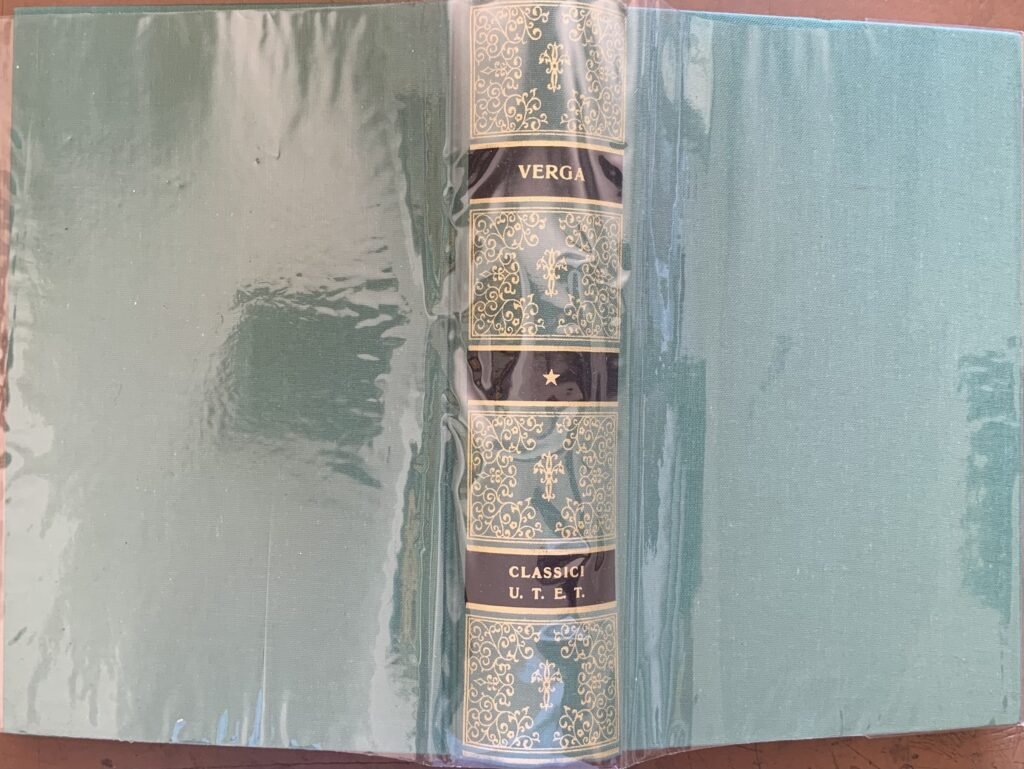 VERGA
CLASSICI
U. T. E. T.